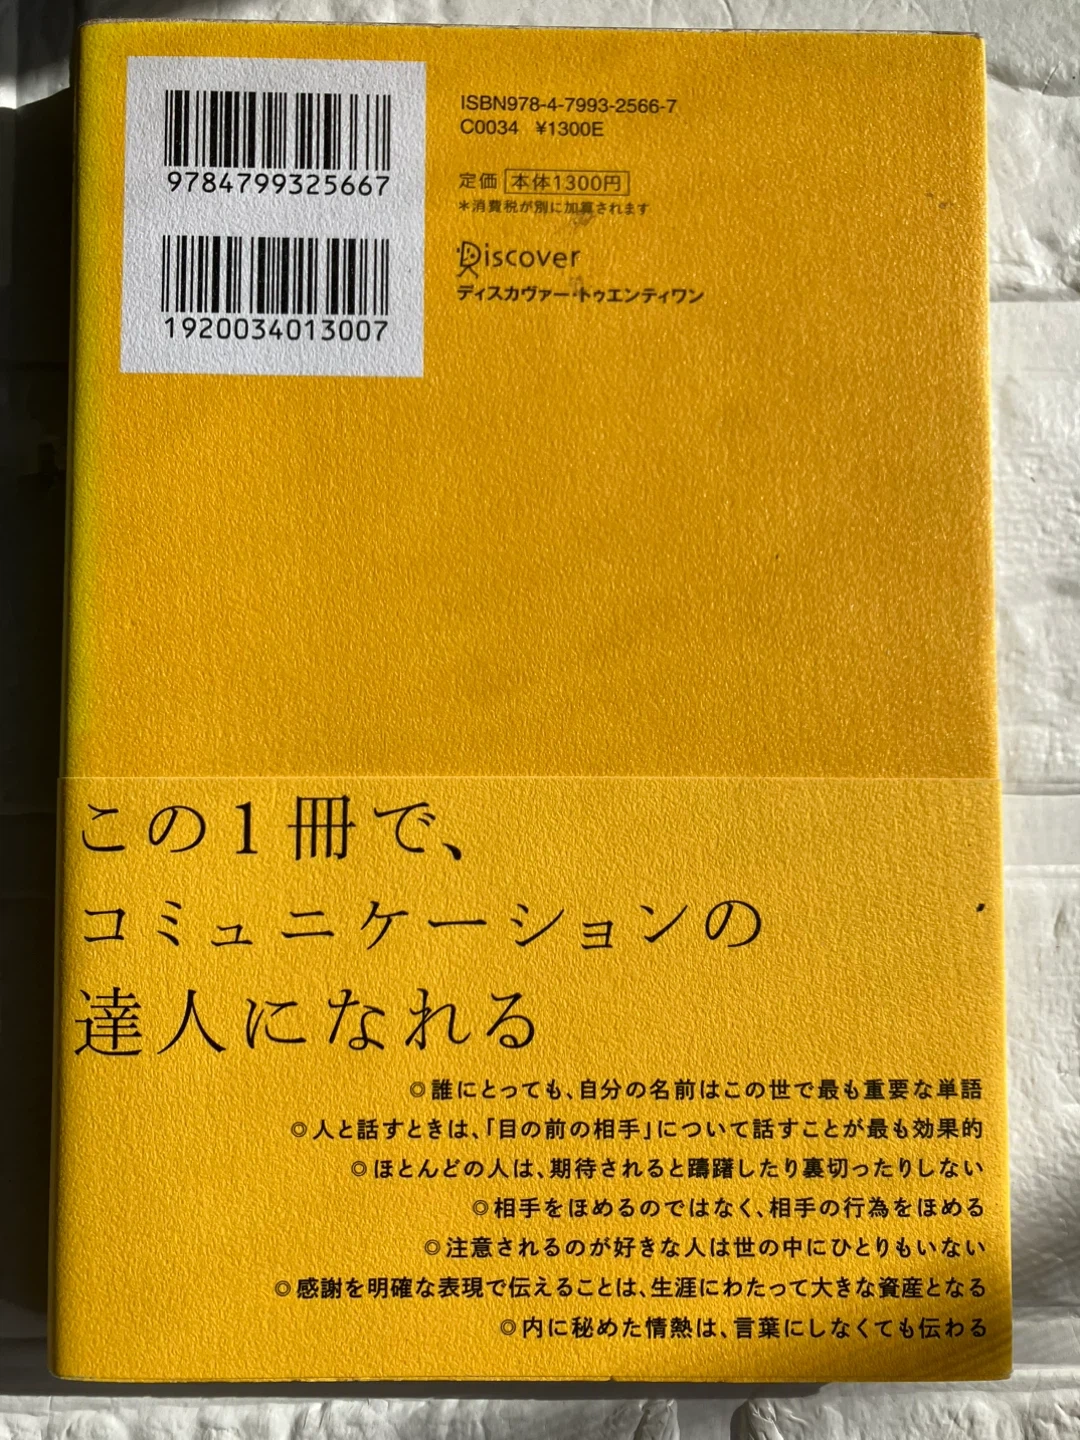 9784799325667
1920034013007
ISBN978-4-7993-2566-7
C0034 ¥1300E
定価 本体1300円
*消費税が別に加算されます
Discover
ディスカヴァー・トゥエンティワン
この1冊で、
コミュニケーションの
達人になれる
◎誰にとっても、自分の名前はこの世で最も重要な単語
◎人と話すときは、「目の前の相手」について話すことが最も効果的
◎ほとんどの人は、期待されると躊躇したり裏切ったりしない
◎相手をほめるのではなく、相手の行為をほめる
◎注意されるのが好きな人は世の中にひとりもいない
◎感謝を明確な表現で伝えることは、生涯にわたって大きな資産となる
◎内に秘めた情熱は、言葉にしなくても伝わる